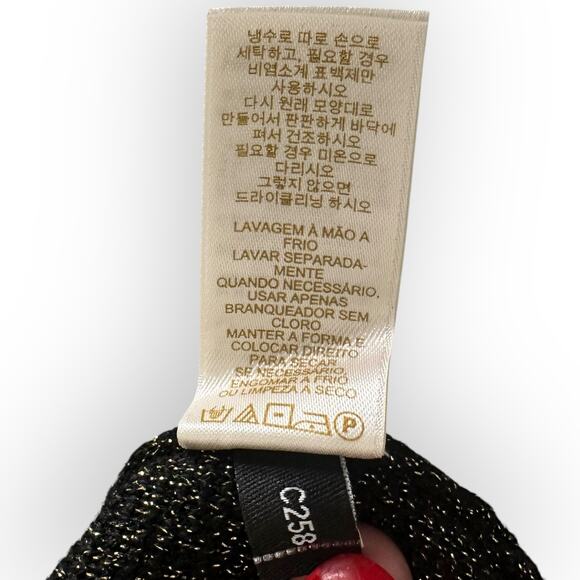 냉수로 따로 손으로
세탁하고, 필요할 경우
비염소계 표백제만
사용하시오
다시 원래 모양대로
만들어서 판판하게 바닥에
펴서 건조하시오
필요할 경우 미온으로
다리시오
그렇지 않으면
드라이클리닝 하시오
LAVAGEM À MÃO A
FRIO
LAVAR SEPARADA-
MENTE
QUANDO NECESSÁRIO,
USAR APENAS
BRANQUEADOR SEM
CLORO
MANTER A FORMA E
COLOCAR DIREITO
PARA SECAR
SE NECESSÁRIO,
ENGOMAR A FRIO
OU LIMPEZA A SECO
P
C258